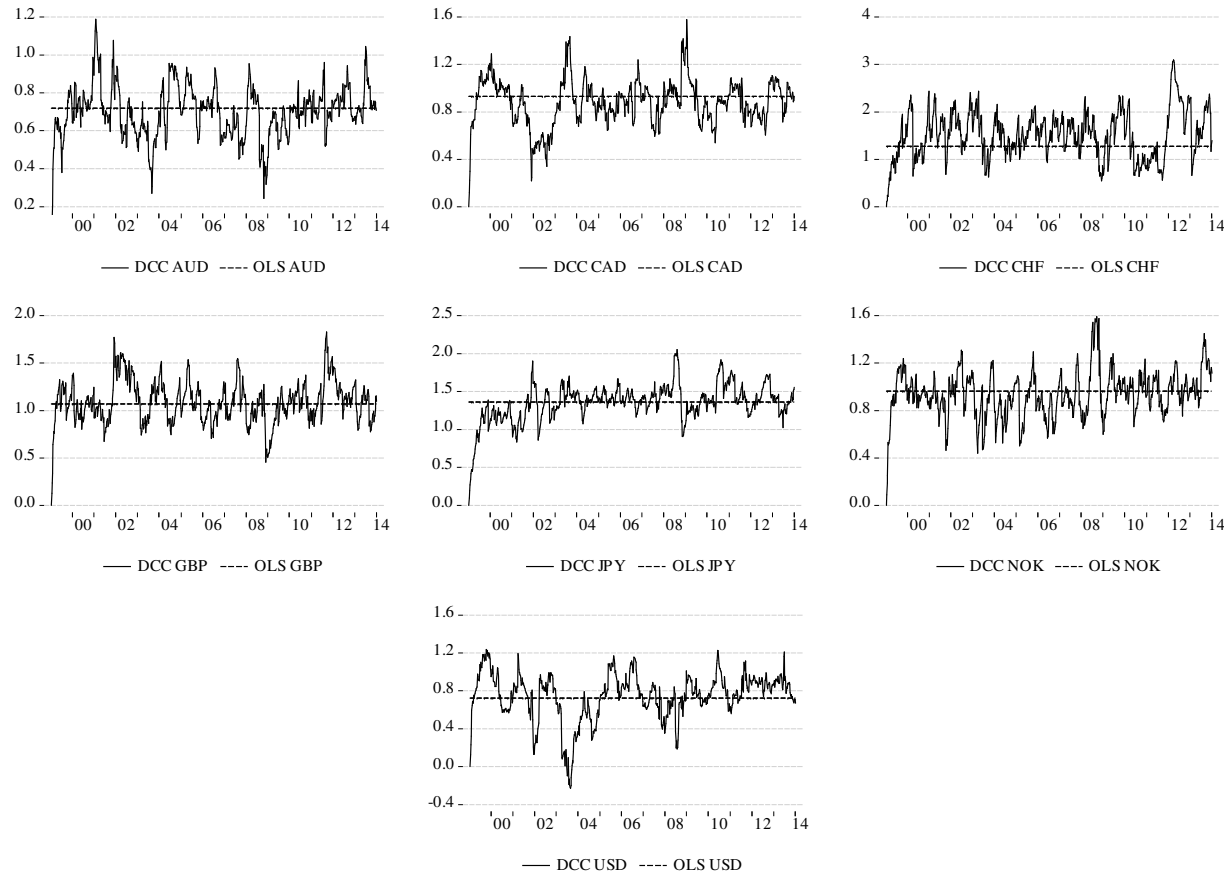 1.2
1.0
0.8
0.6
0.4
0.2
00 02 04 06 08 10 12 14
DCC AUD OLS AUD
1.6
1.2
0.8
0.4
0.0
00 02 04 06 08 10 12 14
DCC CAD OLS CAD
4
3
2
1
0
00 02 04 06 08 10 12 14
DCC CHF OLS CHF
2.0
1.5
1.0
0.5
0.0
00 02 04 06 08 10 12 14
DCC GBP OLS GBP
2.5
2.0
1.5
1.0
0.5
0.0
00 02 04 06 08 10 12 14
DCC JPY OLS JPY
1.6
1.2
0.8
0.4
0.0
00 02 04 06 08 10 12 14
DCC NOK OLS NOK
1.6
1.2
0.8
0.4
0.0
-0.4
00 02 04 06 08 10 12 14
DCC USD OLS USD